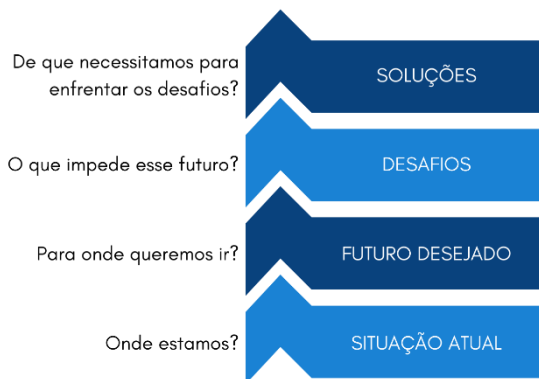 De que necessitamos para
enfrentar os desafios?
SOLUÇÕES
O que impede esse futuro?
DESAFIOS
Para onde queremos ir?
FUTURO DESEJADO
Onde estamos?
SITUAÇÃO ATUAL